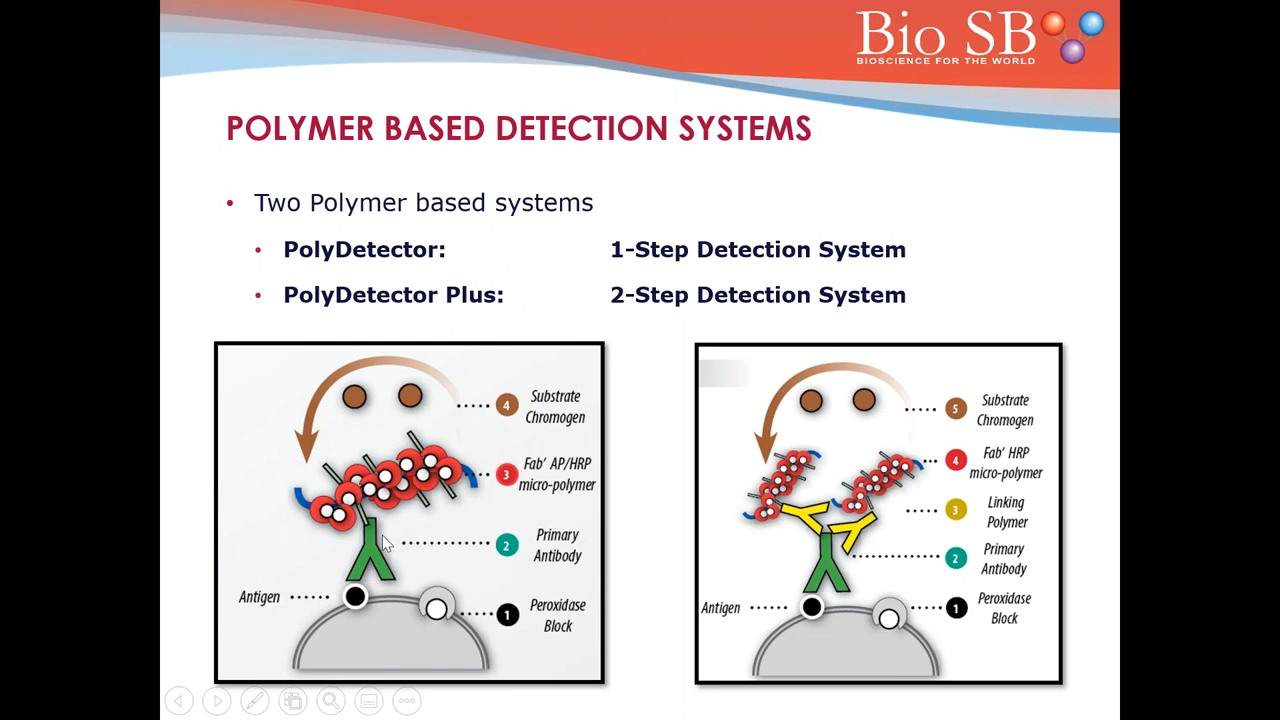 Bio SB
BIOSCIENCE FOR THE WORLD
POLYMER BASED DETECTION SYSTEMS
• Two Polymer based systems
• PolyDetector: 1-Step Detection System
• PolyDetector Plus: 2-Step Detection System
4 Substrate
Chromogen
3 Fab' AP/HRP
micro-polymer
2 Primary
Antibody
Antigen
1 Peroxidase
Block
5 Substrate
Chromogen
4 Fab' HRP
micro-polymer
3 Linking
Polymer
2 Primary
Antibody
Antigen
1 Peroxidase
Block